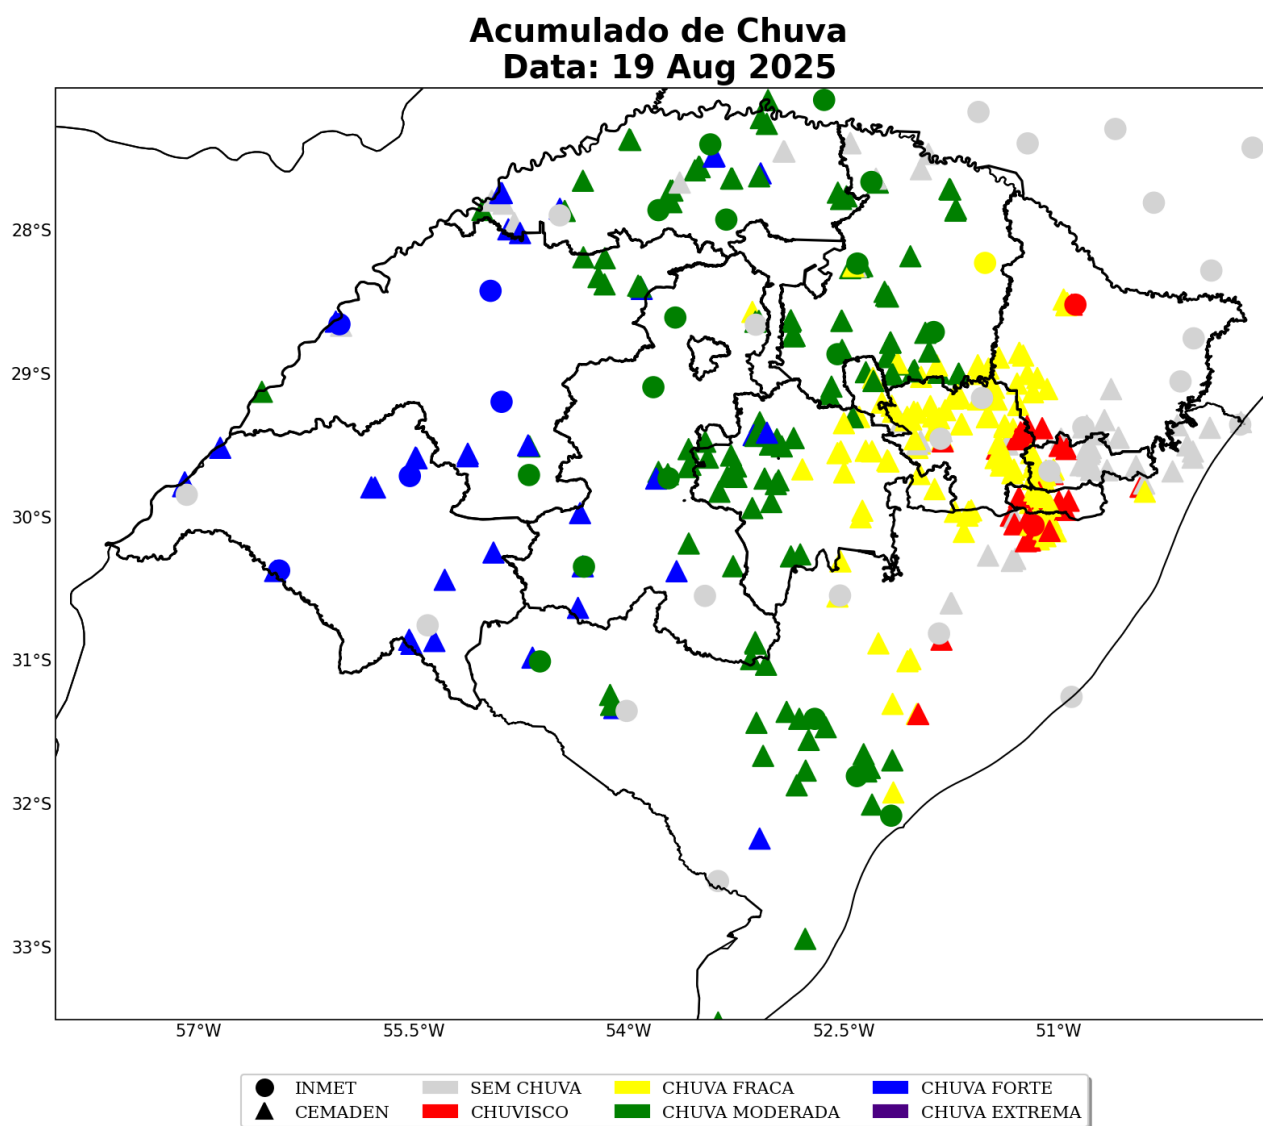 Acumulado de Chuva
Data: 19 Aug 2025
28°S
29°S
30°S
31°S
32°S
33°S
57°W 55.5°W 54°W 52.5°W 51°W
INMET SEM CHUVA CHUVA FRACA CHUVA FORTE
CEMADEN CHUVISCO CHUVA MODERADA CHUVA EXTREMA